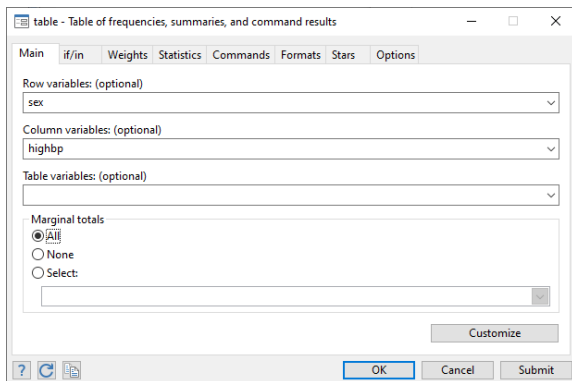 table - Table of frequencies, summaries, and command results
Main if/in Weights Statistics Commands Formats Stars Options
Row variables: (optional)
sex
Column variables: (optional)
highbp
Table variables: (optional)
Marginal totals
All
None
Select:
Customize
? OK Cancel Submit